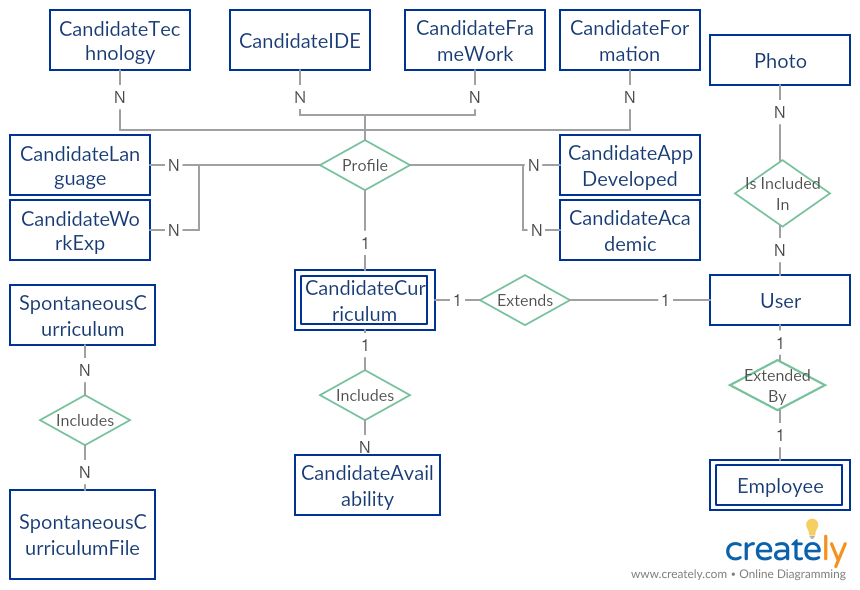 CandidateTec
hnology
CandidateIDE
CandidateFra
meWork
CandidateFor
mation
Photo
N
N
N
N
N
CandidateLan
guage
N
Profile
N
CandidateApp
Developed
Is Included
In
CandidateWo
rkExp
N
N
CandidateAca
demic
1
N
SpontaneousC
urriculum
CandidateCur
riculum
1
Extends
1
User
1
1
N
Includes
Includes
Extended
By
N
N
1
CandidateAvail
ability
SpontaneousC
urriculumFile
Employee
creately
www.creately.com • Online Diagramming